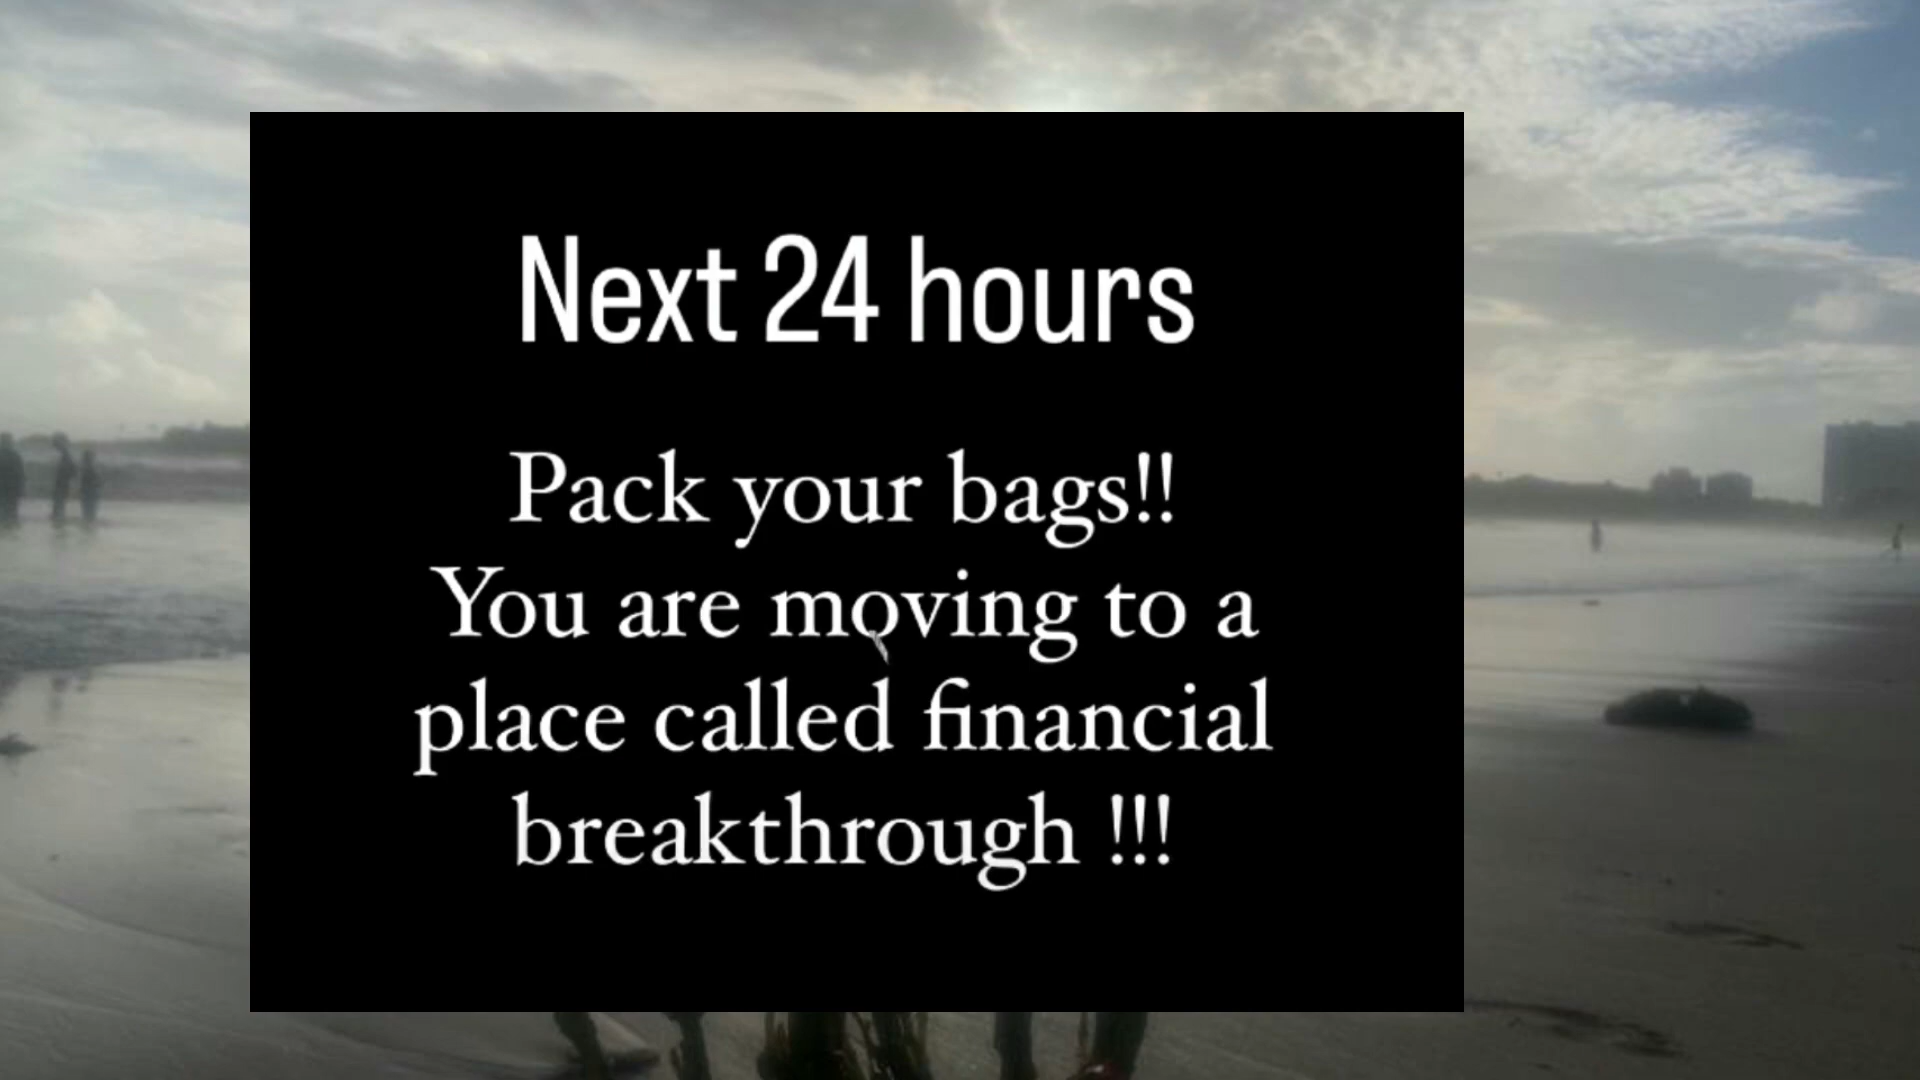 Next 24 hours
Pack your bags!!
You are moving to a
place called financial
breakthrough !!!